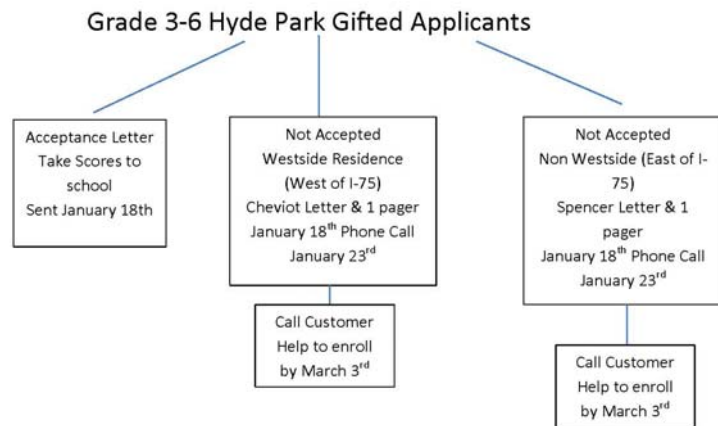 Grade 3-6 Hyde Park Gifted Applicants
Acceptance Letter
Take Scores to
school
Sent January 18th
Not Accepted
Westside Residence
(West of I-75)
Cheviot Letter & 1 pager
January 18th Phone Call
January 23rd
Call Customer
Help to enroll
by March 3rd
Not Accepted
Non Westside (East of I-
75)
Spencer Letter & 1
pager
January 18th Phone Call
January 23rd
Call Customer
Help to enroll
by March 3rd